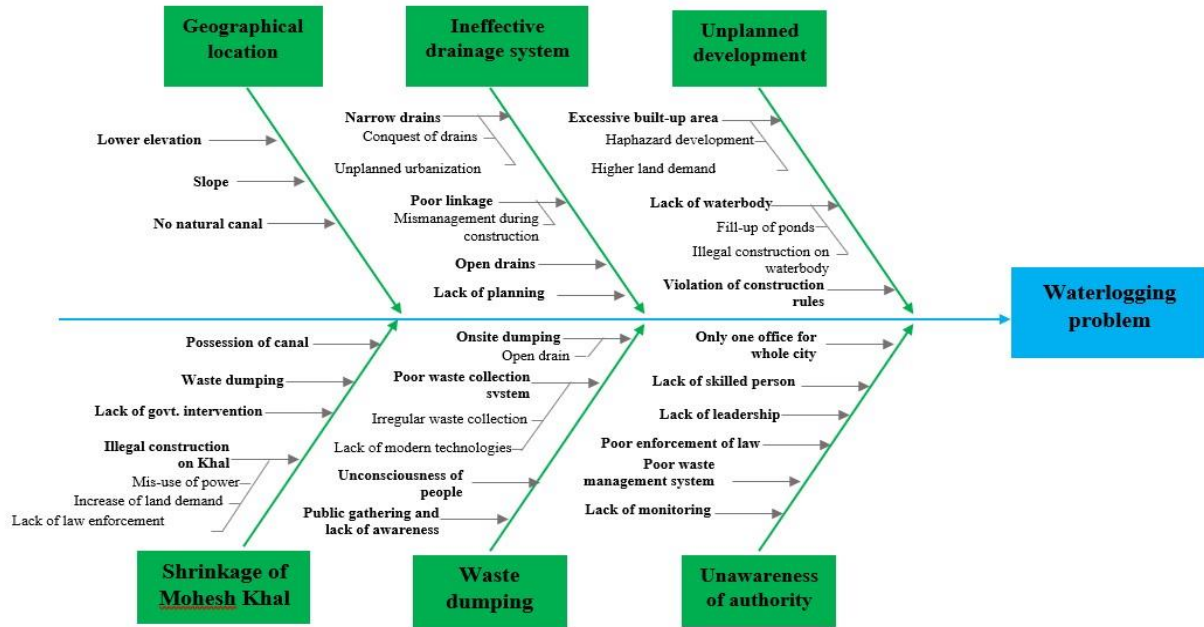 Geographical
location
Ineffective
drainage system
Unplanned
development
Lower elevation
Slope
No natural canal
Narrow drains
Conquest of drains
Unplanned urbanization
Poor linkage
Mismanagement during
construction
Open drains
Lack of planning
Excessive built-up area
Haphazard development
Higher land demand
Lack of waterbody
Fill-up of ponds
Illegal construction on
waterbody
Violation of construction
rules
Waterlogging
problem
Possession of canal
Waste dumping
Lack of govt. intervention
Illegal construction
on Khal
Mis-use of power
Increase of land demand
Lack of law enforcement
Onsite dumping
Open drain
Poor waste collection
system
Irregular waste collection
Lack of modern technologies
Unconsciousness of
people
Public gathering and
lack of awareness
Only one office for
whole city
Lack of skilled person
Lack of leadership
Poor enforcement of law
Poor waste
management system
Lack of monitoring
Shrinkage of
Mohesh Khal
Waste
dumping
Unawareness
of authority